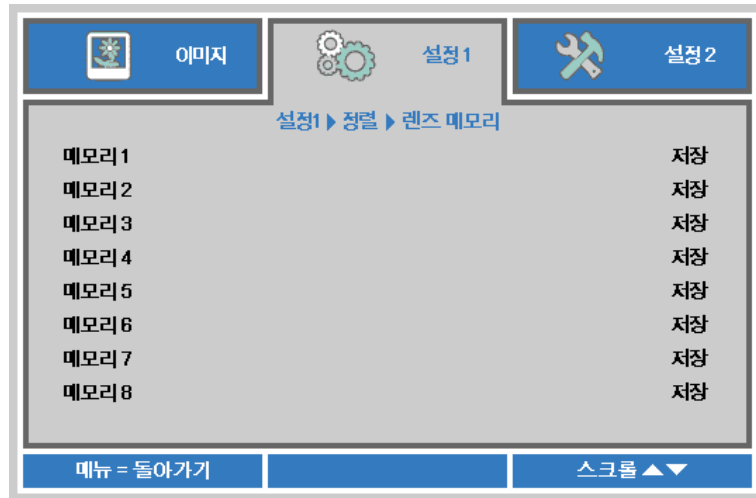 이미지 설정 1 설정 2
설정1 ▶ 정렬 ▶ 렌즈 메모리
메모리 1 저장
메모리 2 저장
메모리 3 저장
메모리 4 저장
메모리 5 저장
메모리 6 저장
메모리 7 저장
메모리 8 저장
메뉴 = 돌아가기 스크롤 ▲▼